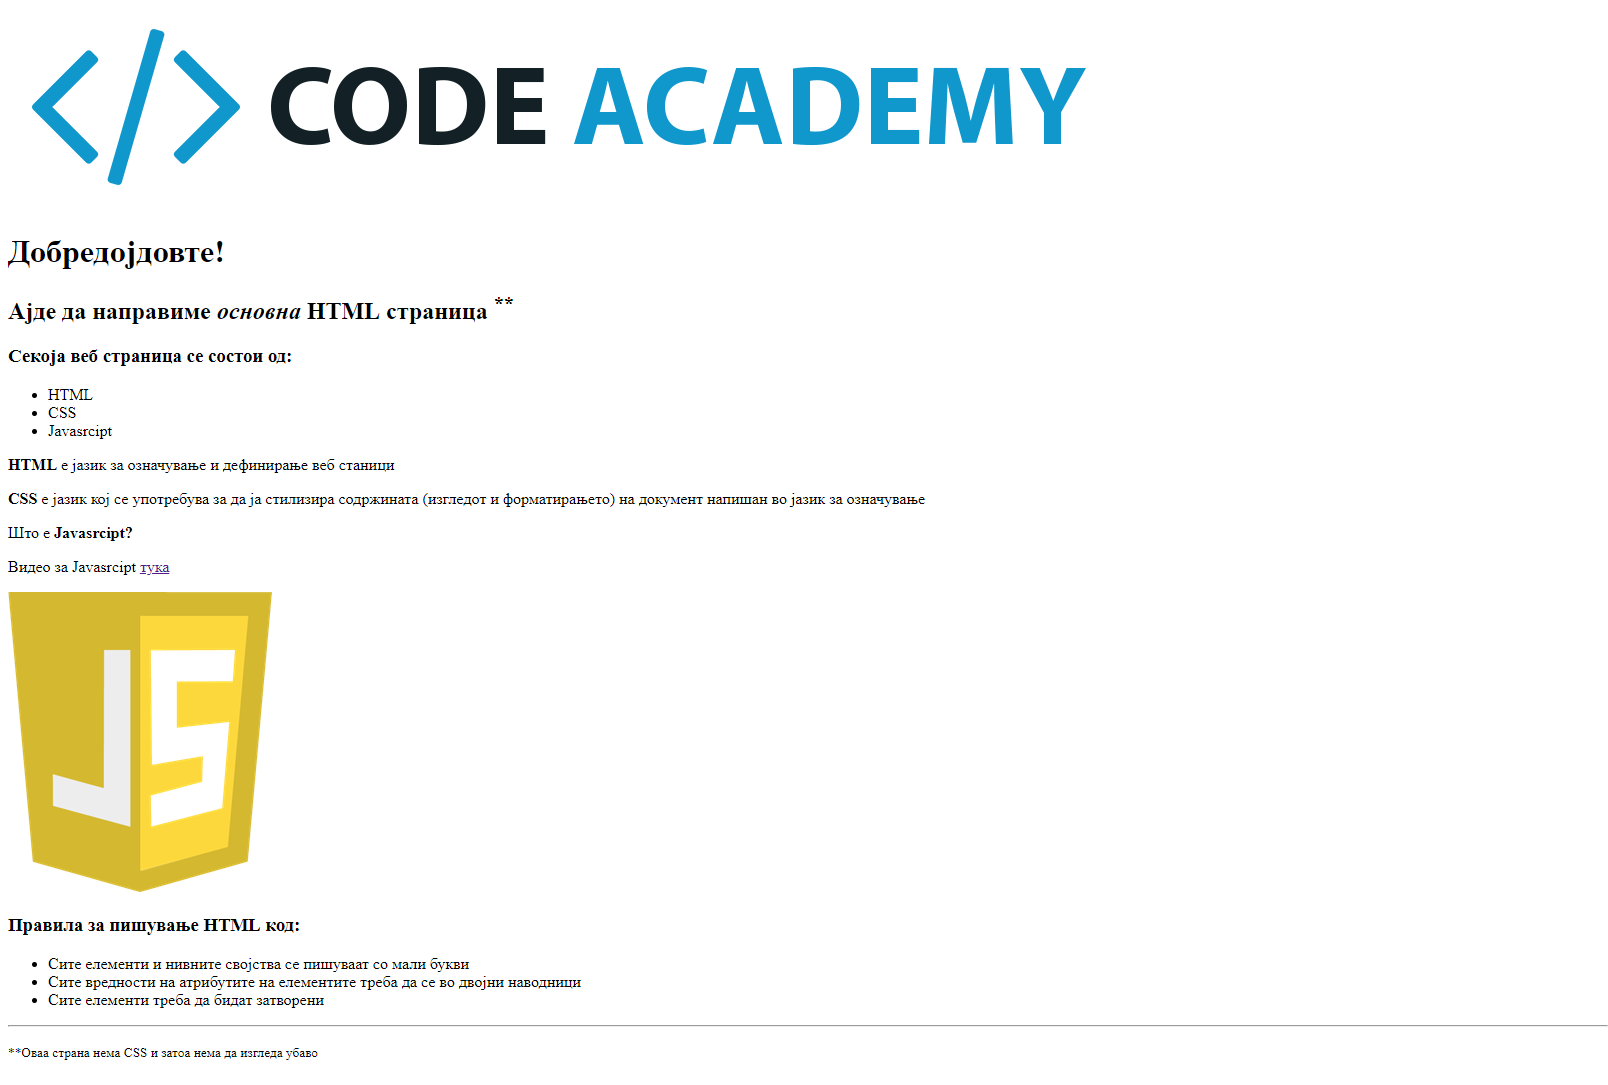 </> CODE ACADEMY
Добредојдовте!
Ајде да направиме основна HTML страница **
Секоја веб страница се состои од:
• HTML
• CSS
• Javasrcipt
HTML е јазик за означување и дефинирање веб станици
CSS е јазик кој се употребува за да ја стилизира содржината (изгледот и форматирањето) на документ напишан во јазик за означување
Што е Javasrcipt?
Видео за Javasrcipt тука
JS
Правила за пишување HTML код:
• Сите елементи и нивните својства се пишуваат со мали букви
• Сите вредности на атрибутите на елементите треба да се во двојни наводници
• Сите елементи треба да бидат затворени
**Оваа страна нема CSS и затоа нема да изгледа убаво